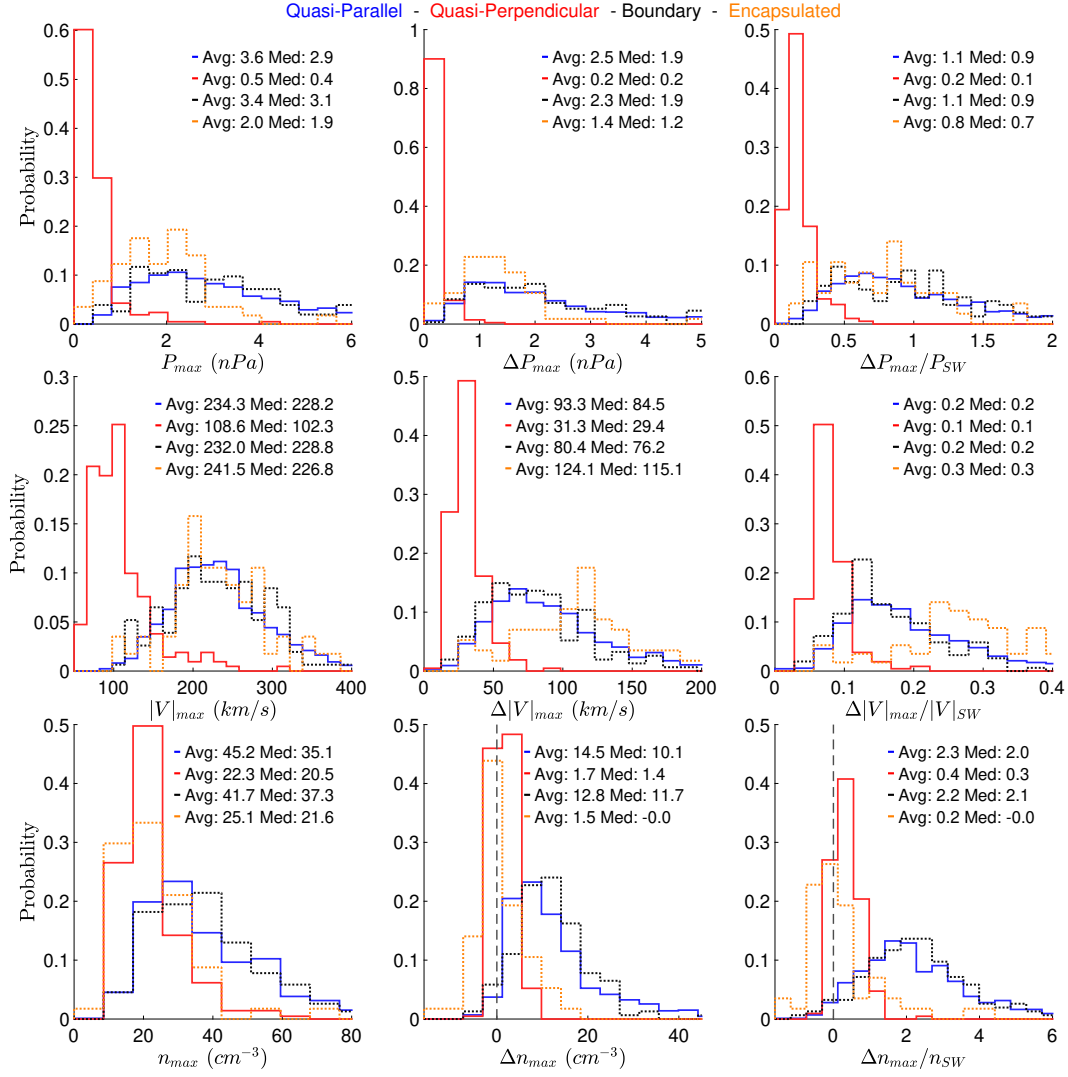 Quasi-Parallel - Quasi-Perpendicular - Boundary - Encapsulated
Avg: 3.6 Med: 2.9
Avg: 0.5 Med: 0.4
Avg: 3.4 Med: 3.1
Avg: 2.0 Med: 1.9
Probability
0.6
0.5
0.4
0.3
0.2
0.1
0
0 2 4 6
P_max (nPa)
Avg: 2.5 Med: 1.9
Avg: 0.2 Med: 0.2
Avg: 2.3 Med: 1.9
Avg: 1.4 Med: 1.2
1
0.8
0.6
0.4
0.2
0
0 1 2 3 4 5
ΔP_max (nPa)
Avg: 1.1 Med: 0.9
Avg: 0.2 Med: 0.1
Avg: 1.1 Med: 0.9
Avg: 0.8 Med: 0.7
0.5
0.4
0.3
0.2
0.1
0
0 0.5 1 1.5 2
ΔP_max/P_SW
Avg: 234.3 Med: 228.2
Avg: 108.6 Med: 102.3
Avg: 232.0 Med: 228.8
Avg: 241.5 Med: 226.8
Probability
0.3
0.25
0.2
0.15
0.1
0.05
0
100 200 300 400
|V|_max (km/s)
Avg: 93.3 Med: 84.5
Avg: 31.3 Med: 29.4
Avg: 80.4 Med: 76.2
Avg: 124.1 Med: 115.1
0.5
0.4
0.3
0.2
0.1
0
0 50 100 150 200
Δ|V|_max (km/s)
Avg: 0.2 Med: 0.2
Avg: 0.1 Med: 0.1
Avg: 0.2 Med: 0.2
Avg: 0.3 Med: 0.3
0.6
0.5
0.4
0.3
0.2
0.1
0
0 0.1 0.2 0.3 0.4
Δ|V|_max/|V|_SW
Avg: 45.2 Med: 35.1
Avg: 22.3 Med: 20.5
Avg: 41.7 Med: 37.3
Avg: 25.1 Med: 21.6
Probability
0.5
0.4
0.3
0.2
0.1
0
0 20 40 60 80
n_max (cm⁻³)
Avg: 14.5 Med: 10.1
Avg: 1.7 Med: 1.4
Avg: 12.8 Med: 11.7
Avg: 1.5 Med: -0.0
0.5
0.4
0.3
0.2
0.1
0
0 20 40
Δn_max (cm⁻³)
Avg: 2.3 Med: 2.0
Avg: 0.4 Med: 0.3
Avg: 2.2 Med: 2.1
Avg: 0.2 Med: -0.0
0.5
0.4
0.3
0.2
0.1
0
0 2 4 6
Δn_max/n_SW